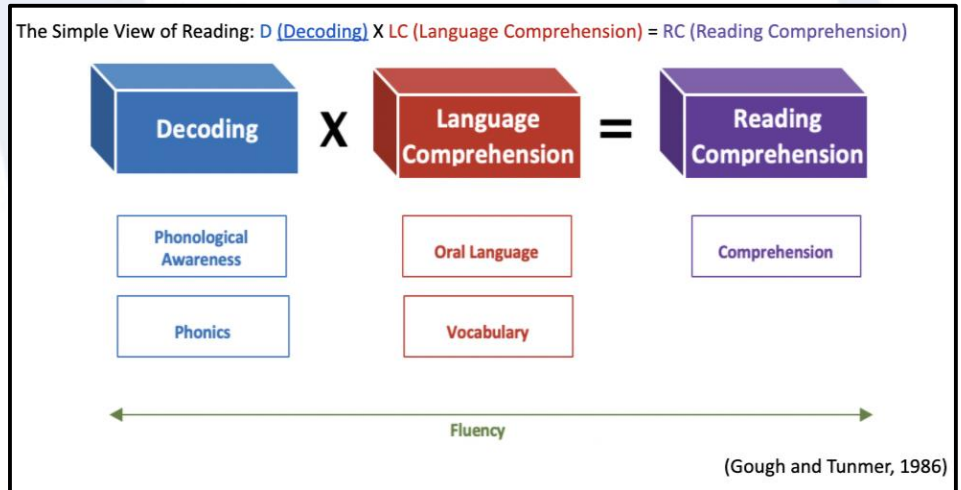 The Simple View of Reading: D (Decoding) X LC (Language Comprehension) = RC (Reading Comprehension)
Decoding
X
Language
Comprehension
=
Reading
Comprehension
Phonological
Awareness
Oral Language
Comprehension
Phonics
Vocabulary
Fluency
(Gough and Tunmer, 1986)